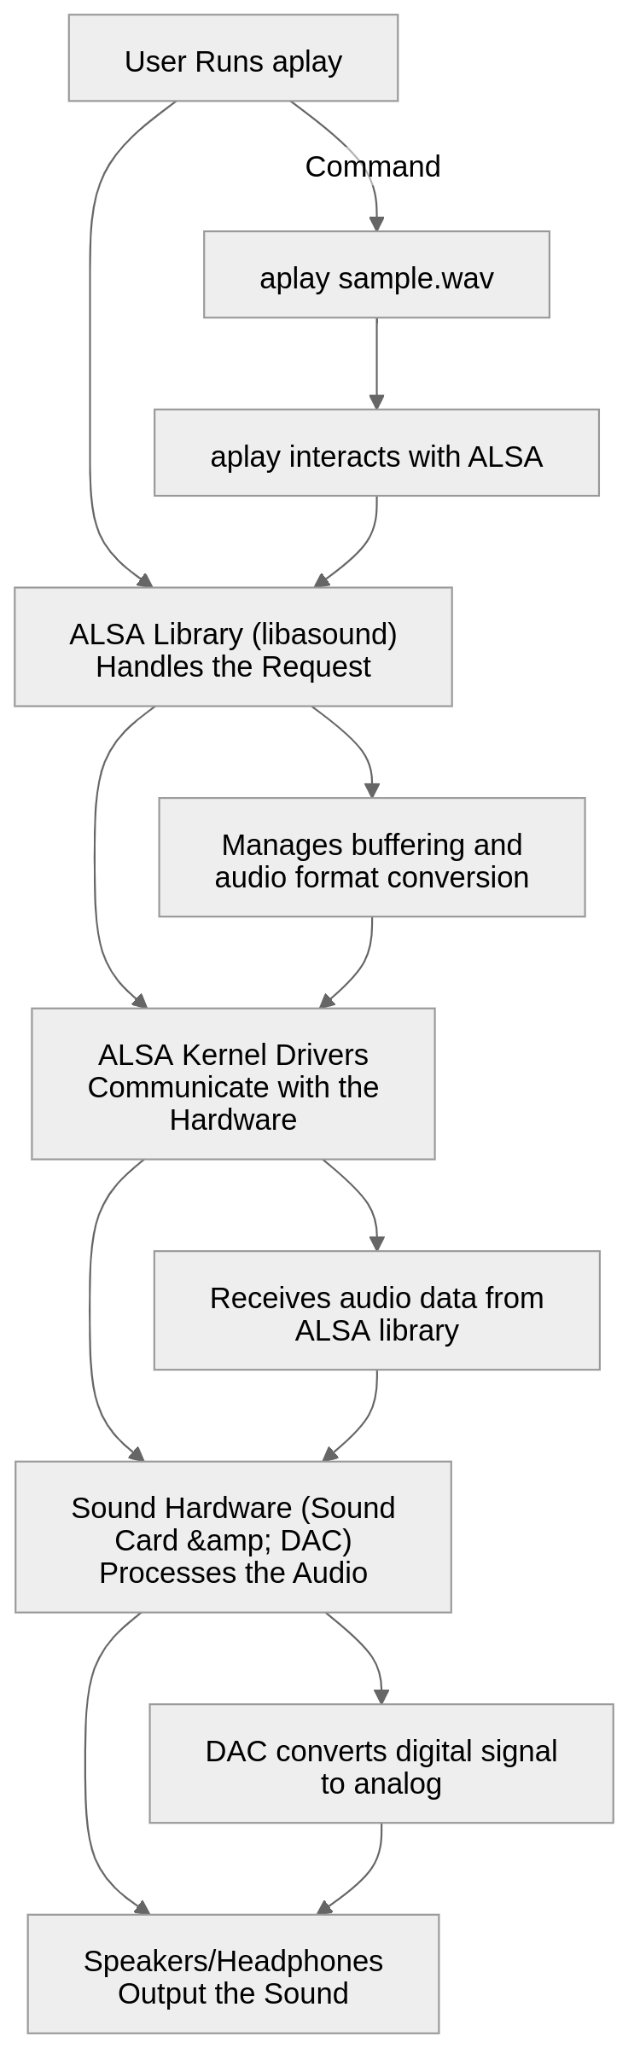 User Runs aplay
Command
aplay sample.wav
aplay interacts with ALSA
ALSA Library (libasound)
Handles the Request
Manages buffering and
audio format conversion
ALSA Kernel Drivers
Communicate with the
Hardware
Receives audio data from
ALSA library
Sound Hardware (Sound
Card &amp; DAC)
Processes the Audio
DAC converts digital signal
to analog
Speakers/Headphones
Output the Sound